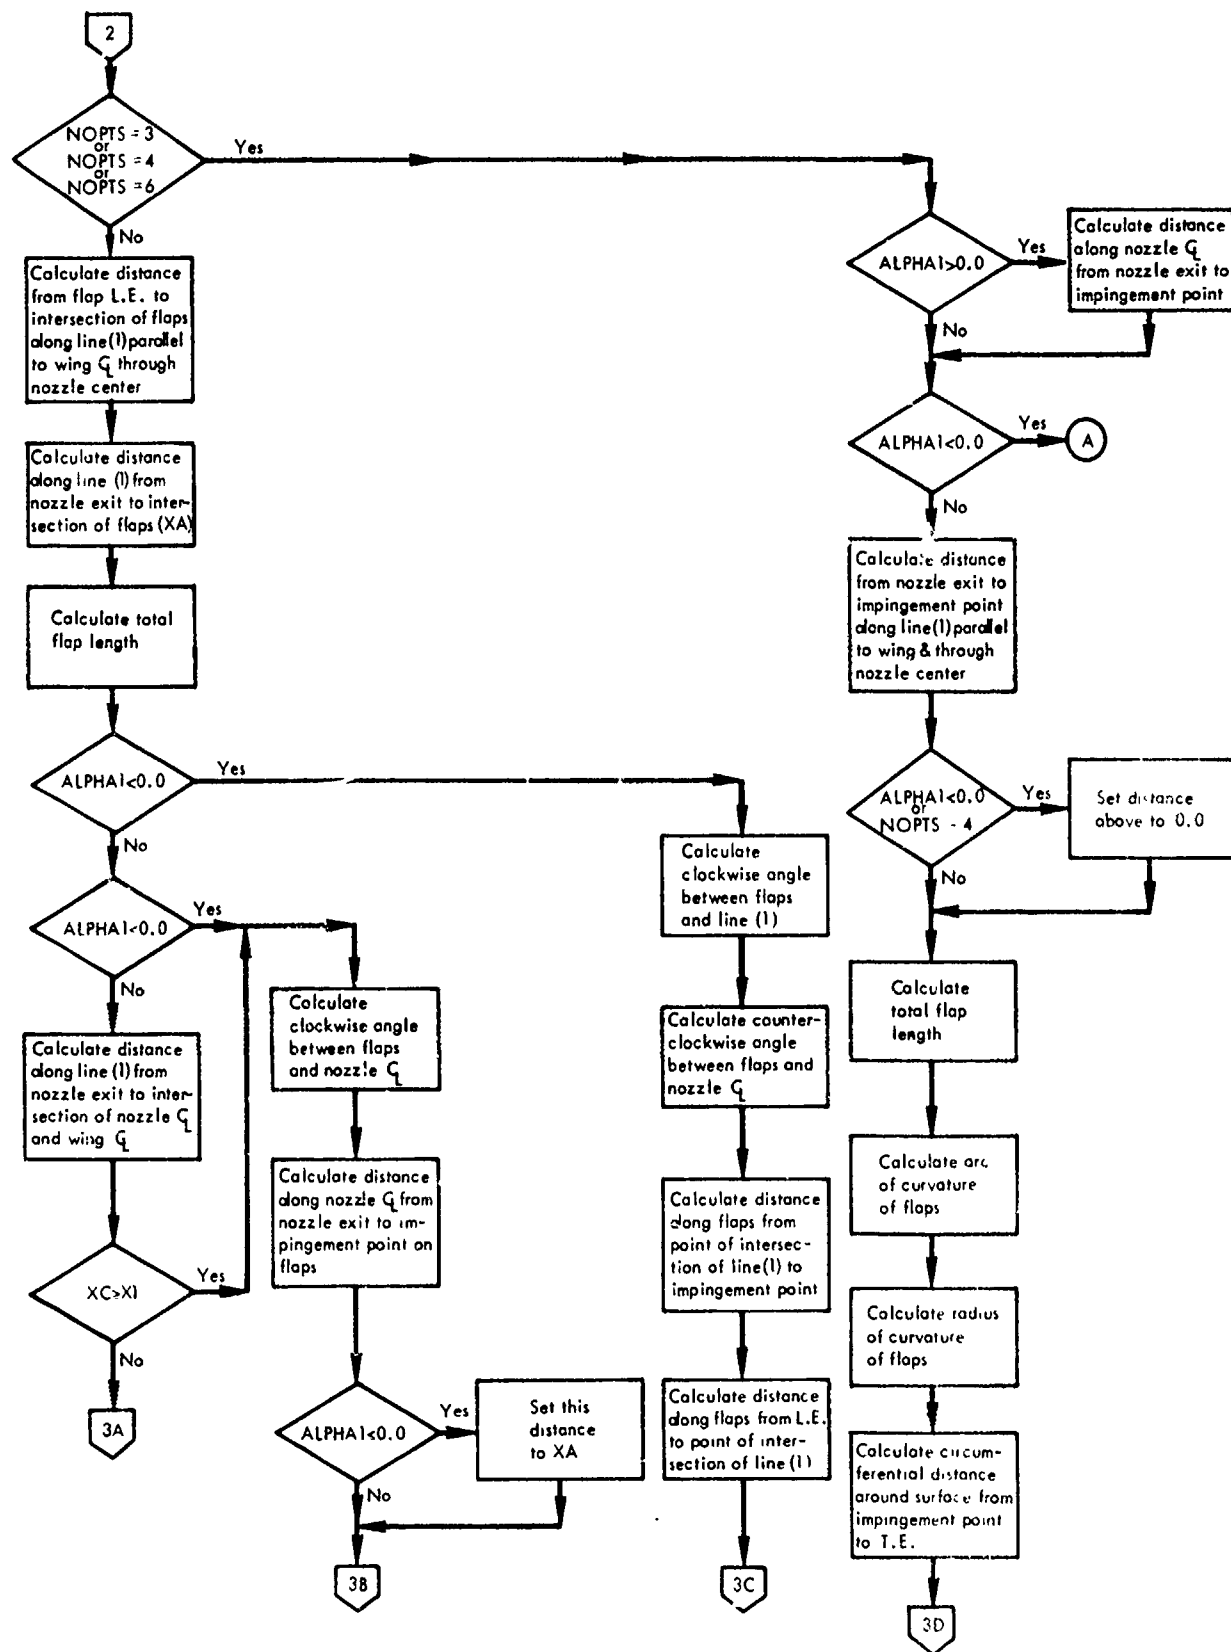 2
NOPTS = 3
or
NOPTS = 4
or
NOPTS = 6
Yes
No
Calculate distance
from flap L.E. to
intersection of flaps
along line(1) parallel
to wing ℄ through
nozzle center
Calculate distance
along line (1) from
nozzle exit to inter-
section of flaps (XA)
Calculate total
flap length
ALPHA1<0.0
Yes
No
ALPHA1<0.0
Yes
No
Calculate distance
along line (1) from
nozzle exit to inter-
section of nozzle ℄
and wing ℄
XC>X1
Yes
No
3A
Calculate
clockwise angle
between flaps
and nozzle ℄
Calculate distance
along nozzle ℄ from
nozzle exit to im-
pingement point on
flaps
ALPHA1<0.0
Yes
Set this
distance
to XA
No
3B
Calculate
clockwise angle
between flaps
and line (1)
Calculate counter-
clockwise angle
between flaps and
nozzle ℄
Calculate distance
along flaps from
point of intersec-
tion of line(1) to
impingement point
Calculate distance
along flaps from L.E.
to point of inter-
section of line (1)
3C
ALPHA1>0.0
Yes
Calculate distance
along nozzle ℄
from nozzle exit to
impingement point
No
ALPHA1<0.0
Yes
A
No
Calculate distance
from nozzle exit to
impingement point
along line(1) parallel
to wing & through
nozzle center
ALPHA1<0.0
or
NOPTS - 4
Yes
Set distance
above to 0.0
No
Calculate
total flap
length
Calculate arc
of curvature
of flaps
Calculate radius
of curvature
of flaps
Calculate circum-
ferential distance
around surface from
impingement point
to T.E.
3D